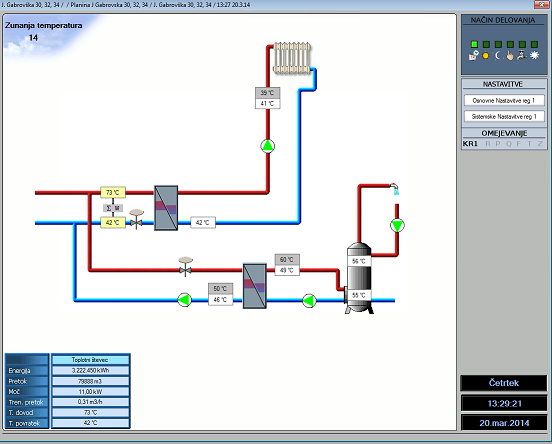 J. Gabrovška 30, 32, 34 / / Planina J Gabrovska 30, 32, 34 / J. Gabrovška 30, 32, 34 / 13:27 20.3.14
Zunanja temperatura
14
NAČIN DELOVANJA
NASTAVITVE
Osnovne Nastavitve reg 1
Sistemske Nastavitve reg 1
OMEJEVANJE
KR1 R P Q F T Z
39 °C
41 °C
73 °C
Σ M
42 °C
42 °C
60 °C
49 °C
50 °C
46 °C
56 °C
55 °C
Toplotni števec
Energija 3.222.450 kWh
Pretok 79888 m3
Moč 11,00 kW
Tren. pretok 0,31 m3/h
T. dovod 73 °C
T. povratek 42 °C
Četrtek
13:29:21
20.mar.2014